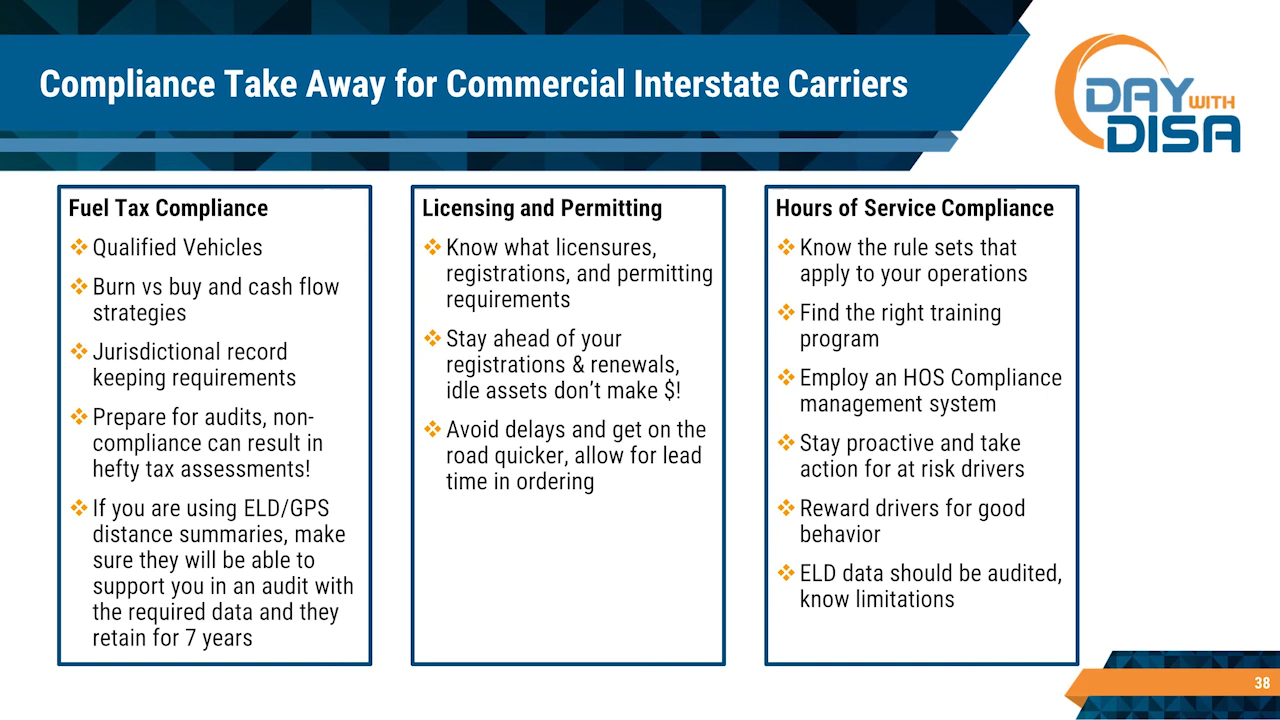 Compliance Take Away for Commercial Interstate Carriers
DAY WITH
DISA
Fuel Tax Compliance
Qualified Vehicles
Burn vs buy and cash flow
strategies
Jurisdictional record
keeping requirements
Prepare for audits, non-
compliance can result in
hefty tax assessments!
If you are using ELD/GPS
distance summaries, make
sure they will be able to
support you in an audit with
the required data and they
retain for 7 years
Licensing and Permitting
Know what licensures,
registrations, and permitting
requirements
Stay ahead of your
registrations & renewals,
idle assets don’t make $!
Avoid delays and get on the
road quicker, allow for lead
time in ordering
Hours of Service Compliance
Know the rule sets that
apply to your operations
Find the right training
program
Employ an HOS Compliance
management system
Stay proactive and take
action for at risk drivers
Reward drivers for good
behavior
ELD data should be audited,
know limitations
38